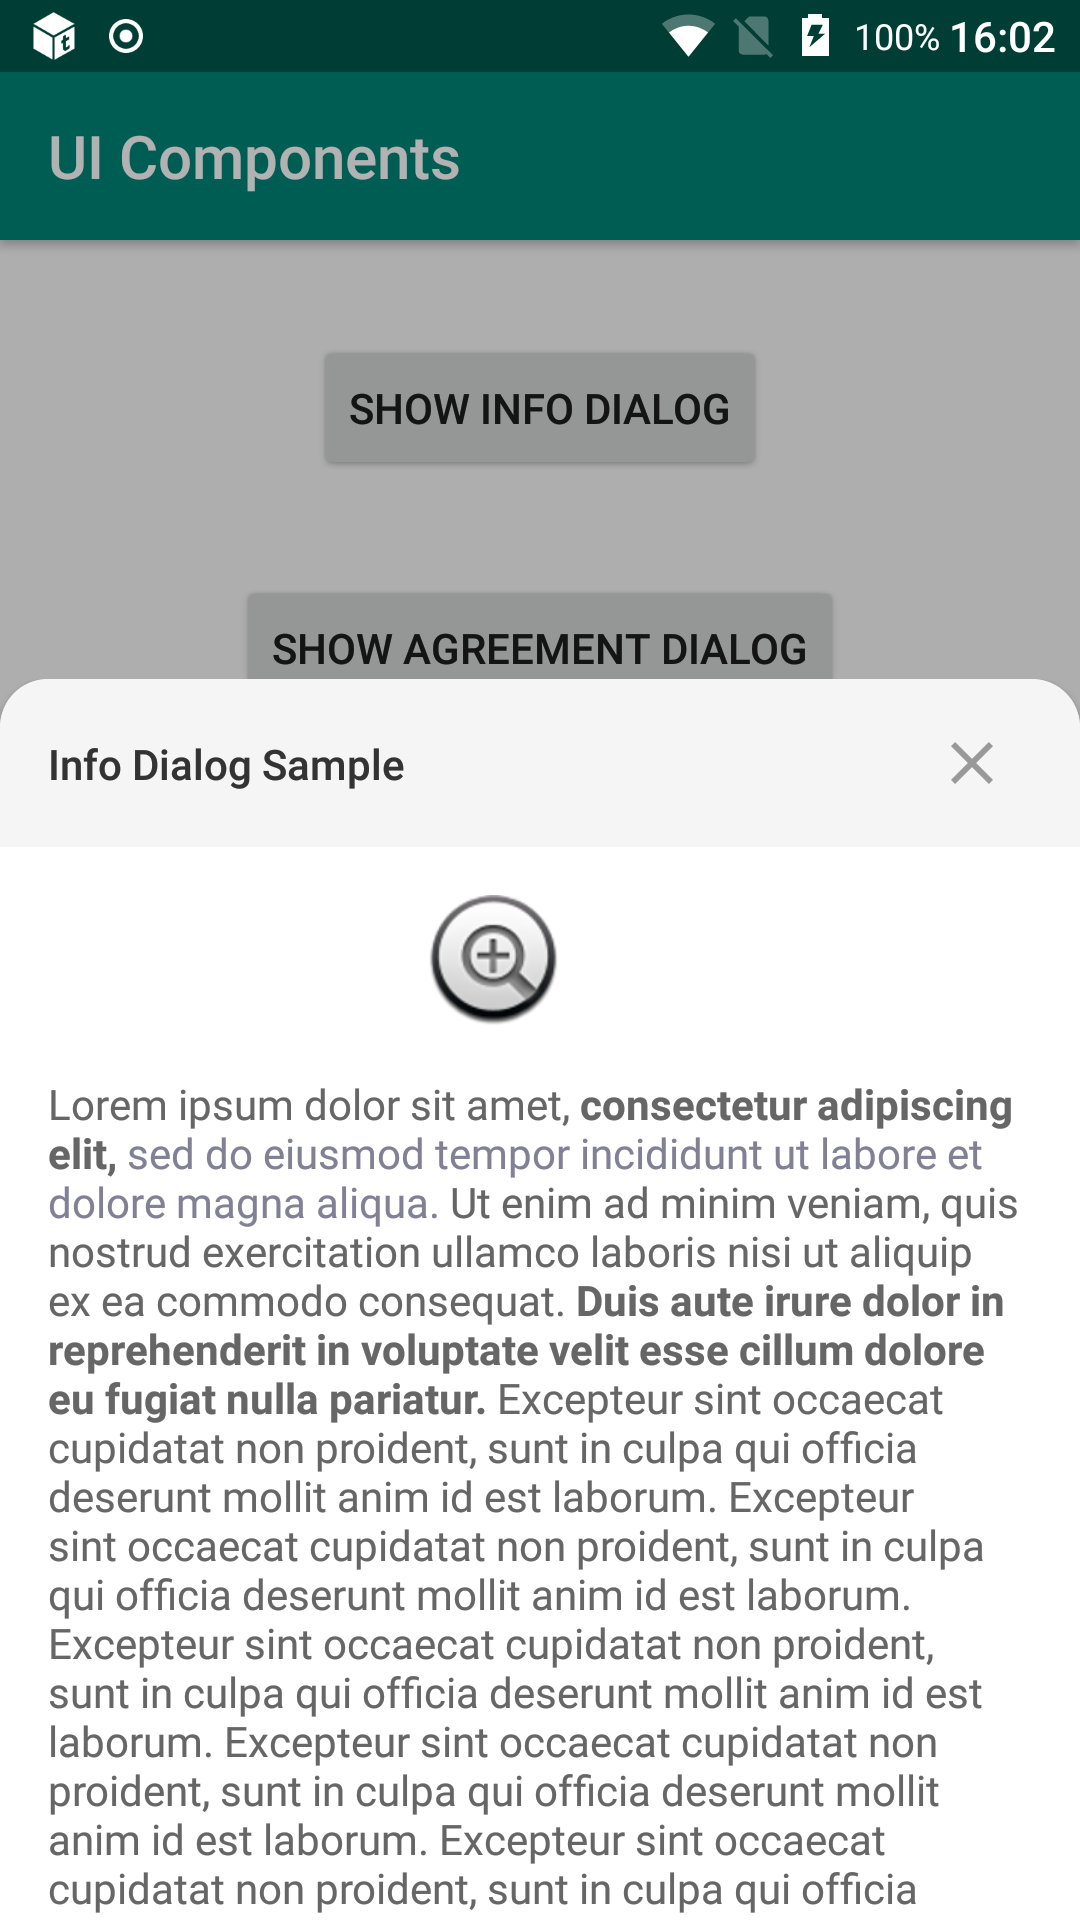 100% 16:02
UI Components
SHOW INFO DIALOG
SHOW AGREEMENT DIALOG
Info Dialog Sample
Lorem ipsum dolor sit amet, consectetur adipiscing
elit, sed do eiusmod tempor incididunt ut labore et
dolore magna aliqua. Ut enim ad minim veniam, quis
nostrud exercitation ullamco laboris nisi ut aliquip
ex ea commodo consequat. Duis aute irure dolor in
reprehenderit in voluptate velit esse cillum dolore
eu fugiat nulla pariatur. Excepteur sint occaecat
cupidatat non proident, sunt in culpa qui officia
deserunt mollit anim id est laborum. Excepteur
sint occaecat cupidatat non proident, sunt in culpa
qui officia deserunt mollit anim id est laborum.
Excepteur sint occaecat cupidatat non proident,
sunt in culpa qui officia deserunt mollit anim id est
laborum. Excepteur sint occaecat cupidatat non
proident, sunt in culpa qui officia deserunt mollit
anim id est laborum. Excepteur sint occaecat
cupidatat non proident, sunt in culpa qui officia